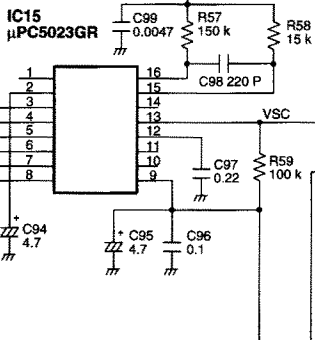 IC15
μPC5023GR
C99
0.0047
R57
150 k
R58
15 k
C98 220 P
1
2
3
4
5
6
7
8
16
15
14
13
12
11
10
9
VSC
C97
0.22
R59
100 k
+
C94
4.7
+
C95
4.7
C96
0.1